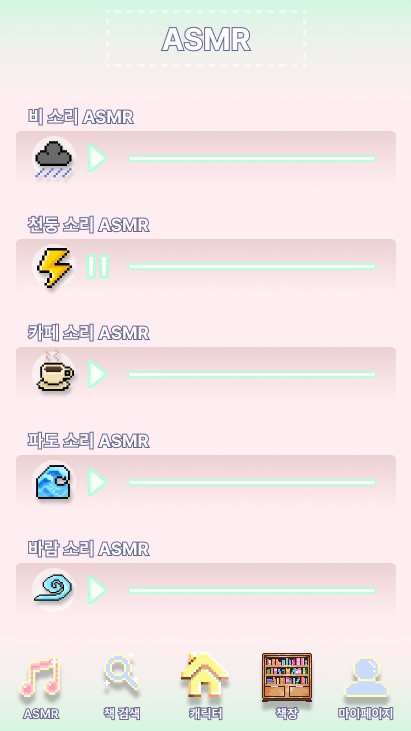 ASMR
비 소리 ASMR
천둥 소리 ASMR
카페 소리 ASMR
파도 소리 ASMR
바람 소리 ASMR
ASMR
책 검색
캐릭터
책장
마이페이지